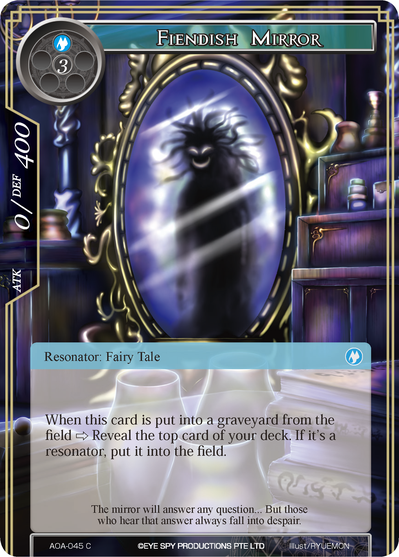 Fiendish Mirror
3
ATK 0 / DEF 400
Resonator: Fairy Tale
When this card is put into a graveyard from the
field ⇨ Reveal the top card of your deck. If it's a
resonator, put it into the field.
The mirror will answer any question... But those
who hear that answer always fall into despair.
AOA-045 C ©EYE SPY PRODUCTIONS PTE LTD Illust/RYUEMON